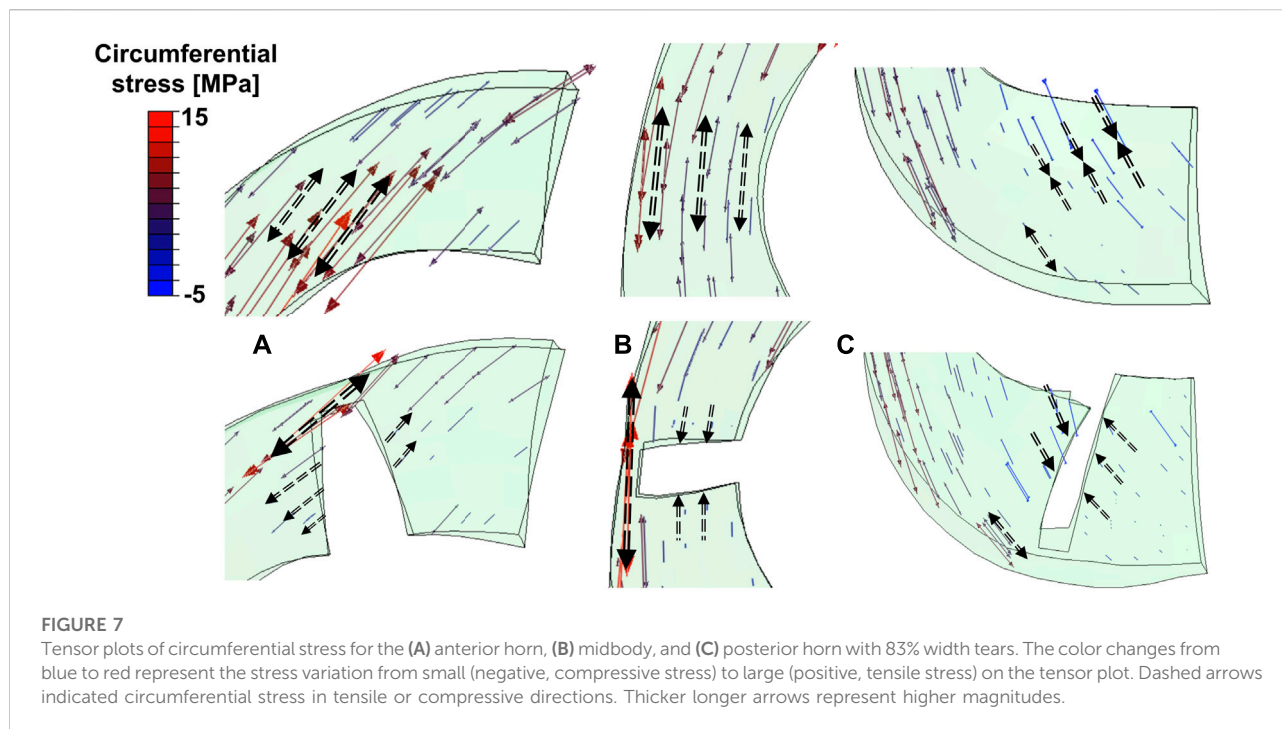 Circumferential
stress [MPa]
15
-5
A
B
C
FIGURE 7
Tensor plots of circumferential stress for the (A) anterior horn, (B) midbody, and (C) posterior horn with 83% width tears. The color changes from
blue to red represent the stress variation from small (negative, compressive stress) to large (positive, tensile stress) on the tensor plot. Dashed arrows
indicated circumferential stress in tensile or compressive directions. Thicker longer arrows represent higher magnitudes.